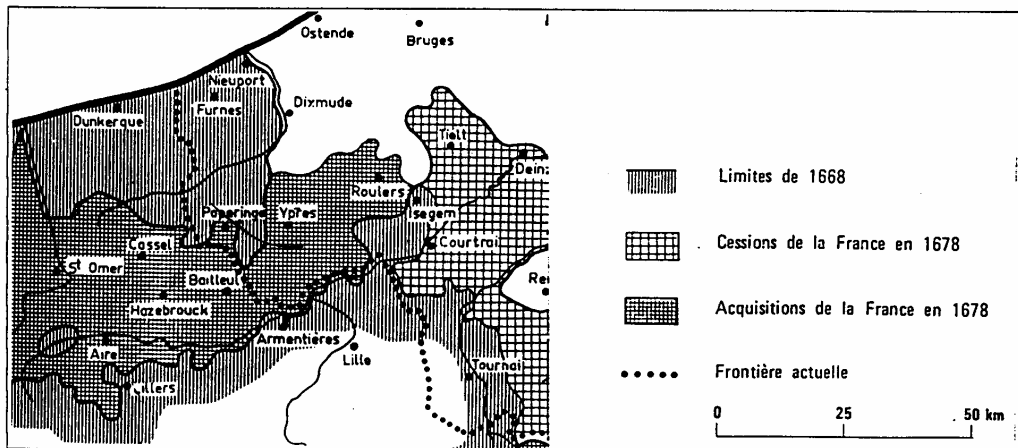 Ostende
Bruges
Nieuport
Furnes
Dunkerque
Dixmude
Tielt
Dein
Roulers
Isegem
Poperinge
Ypres
Courtrai
Cassel
St Omer
Bailleul
Hazebrouck
Armentières
Lille
Aire
Lillers
Tournai
Limites de 1668
Cessions de la France en 1678
Acquisitions de la France en 1678
Frontière actuelle
0 25 50 km